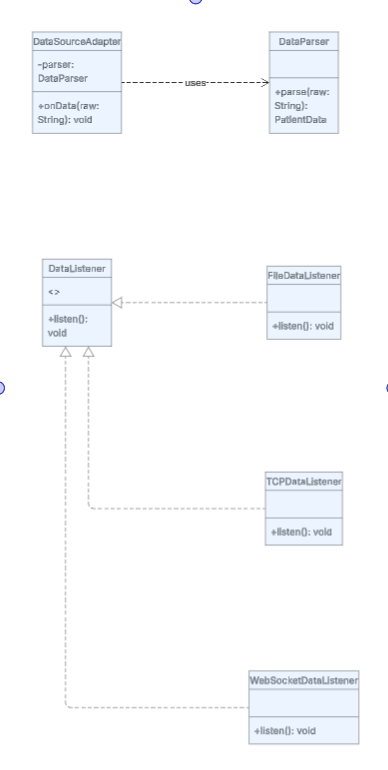 DataSourceAdapter
-parser:
DataParser
+onData(raw:
String): void
uses
DataParser
+parse(raw:
String):
PatientData
DataListener
<>
+listen():
void
FileDataListener
+listen(): void
TCPDataListener
+listen(): void
WebSocketDataListener
+listen(): void